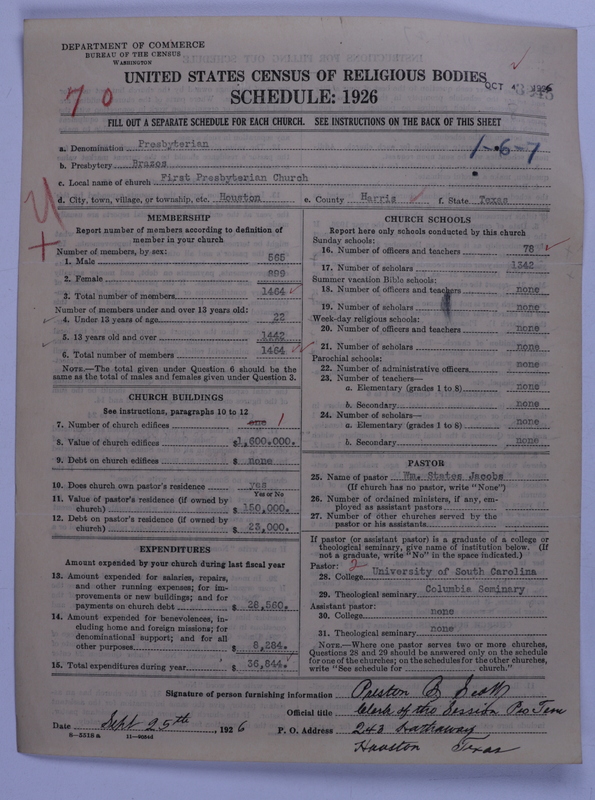 DEPARTMENT OF COMMERCE
BUREAU OF THE CENSUS
WASHINGTON
UNITED STATES CENSUS OF RELIGIOUS BODIES
OCT 4 1926
SCHEDULE: 1926
70
FILL OUT A SEPARATE SCHEDULE FOR EACH CHURCH. SEE INSTRUCTIONS ON THE BACK OF THIS SHEET
a. Denomination Presbyterian
1-6-7
b. Presbytery Brazos
c. Local name of church First Presbyterian Church
d. City, town, village, or township, etc. Houston e. County Harris f. State Texas
MEMBERSHIP
Report number of members according to definition of
member in your church
Number of members, by sex:
1. Male 565
2. Female 899
3. Total number of members 1464
Number of members under and over 13 years old:
4. Under 13 years of age 22
5. 13 years old and over 1442
6. Total number of members 1464
NOTE.—The total given under Question 6 should be the
same as the total of males and females given under Question 3.
CHURCH BUILDINGS
See instructions, paragraphs 10 to 12
7. Number of church edifices one 1
8. Value of church edifices $1,600,000.
9. Debt on church edifices $ none
10. Does church own pastor's residence yes
Yes or No
11. Value of pastor's residence (if owned by
church) $ 150,000.
12. Debt on pastor's residence (if owned by
church) $ 23,000.
EXPENDITURES
Amount expended by your church during last fiscal year
13. Amount expended for salaries, repairs,
and other running expenses; for im-
provements or new buildings; and for
payments on church debt $ 28,560.
14. Amount expended for benevolences, in-
cluding home and foreign missions; for
denominational support; and for all
other purposes $ 8,284.
15. Total expenditures during year $ 36,844.
CHURCH SCHOOLS
Report here only schools conducted by this church
Sunday schools:
16. Number of officers and teachers 78
17. Number of scholars 1342
Summer vacation Bible schools:
18. Number of officers and teachers none
19. Number of scholars none
Week-day religious schools:
20. Number of officers and teachers none
21. Number of scholars none
Parochial schools:
22. Number of administrative officers none
23. Number of teachers—
a. Elementary (grades 1 to 8) none
b. Secondary none
24. Number of scholars—
a. Elementary (grades 1 to 8) none
b. Secondary none
PASTOR
25. Name of pastor Wm. States Jacobs
(If church has no pastor, write "None")
26. Number of ordained ministers, if any, em-
ployed as assistant pastors
27. Number of other churches served by the
pastor or his assistants
If pastor (or assistant pastor) is a graduate of a college or
theological seminary, give name of institution below. (If
not a graduate, write "No" in the space indicated.)
Pastor: 2
28. College University of South Carolina
29. Theological seminary Columbia Seminary
Assistant pastor:
30. College none
31. Theological seminary none
NOTE.—Where one pastor serves two or more churches,
Questions 28 and 29 should be answered only on the schedule
for one of the churches; on the schedules for the other churches,
write "See schedule for church."
Signature of person furnishing information Preston B Scott
Official title Clerk of the Session Pro Tem
Date Sept 25th, 1926 P. O. Address 243 Hathaway
8—5518 a
Houston Texas